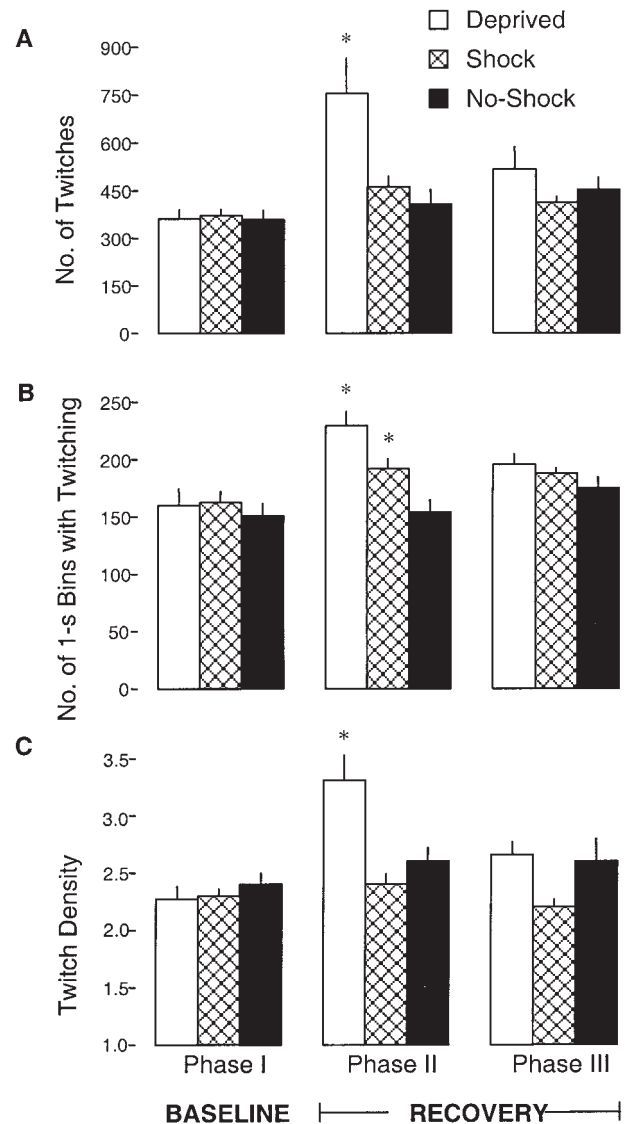 Deprived
Shock
No-Shock
A
900
750
600
450
300
150
0
No. of Twitches
*
B
250
200
150
100
50
0
No. of 1-s Bins with Twitching
*
*
C
3.5
3.0
2.5
2.0
1.5
1.0
Twitch Density
*
Phase I Phase II Phase III
BASELINE RECOVERY